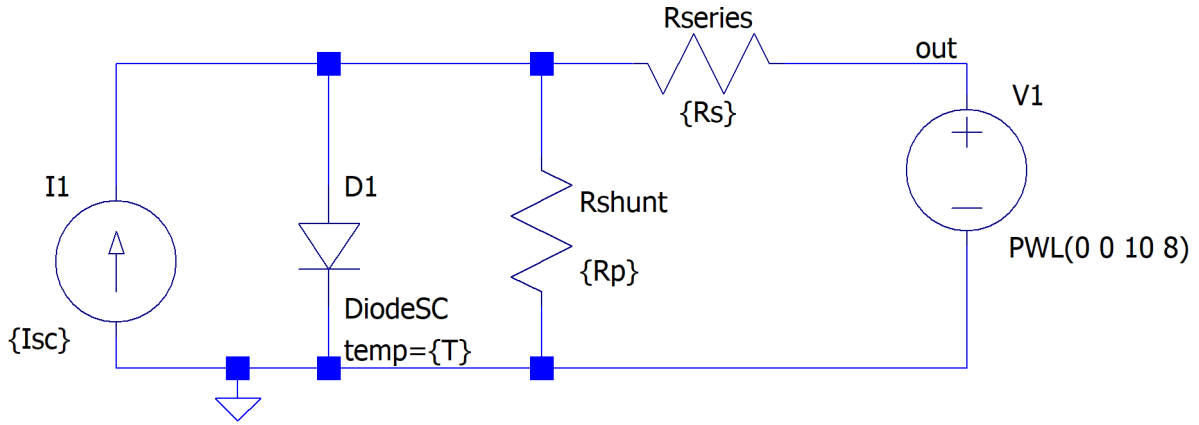 Rseries
{Rs}
out
V1
PWL(0 0 10 8)
I1
{Isc}
D1
DiodeSC
temp={T}
Rshunt
{Rp}